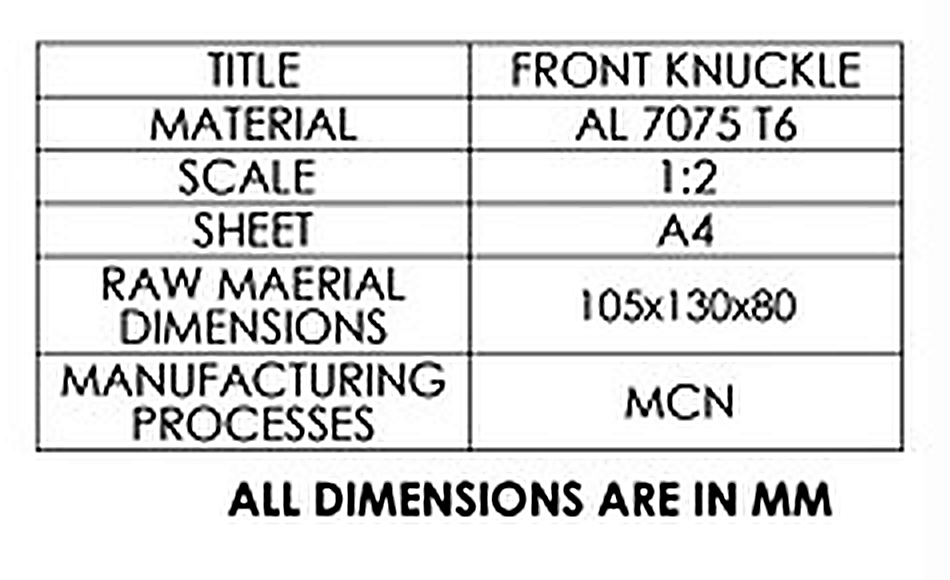 TITLE FRONT KNUCKLE
MATERIAL AL 7075 T6
SCALE 1:2
SHEET A4
RAW MAERIAL
DIMENSIONS 105x130x80
MANUFACTURING
PROCESSES MCN
ALL DIMENSIONS ARE IN MM